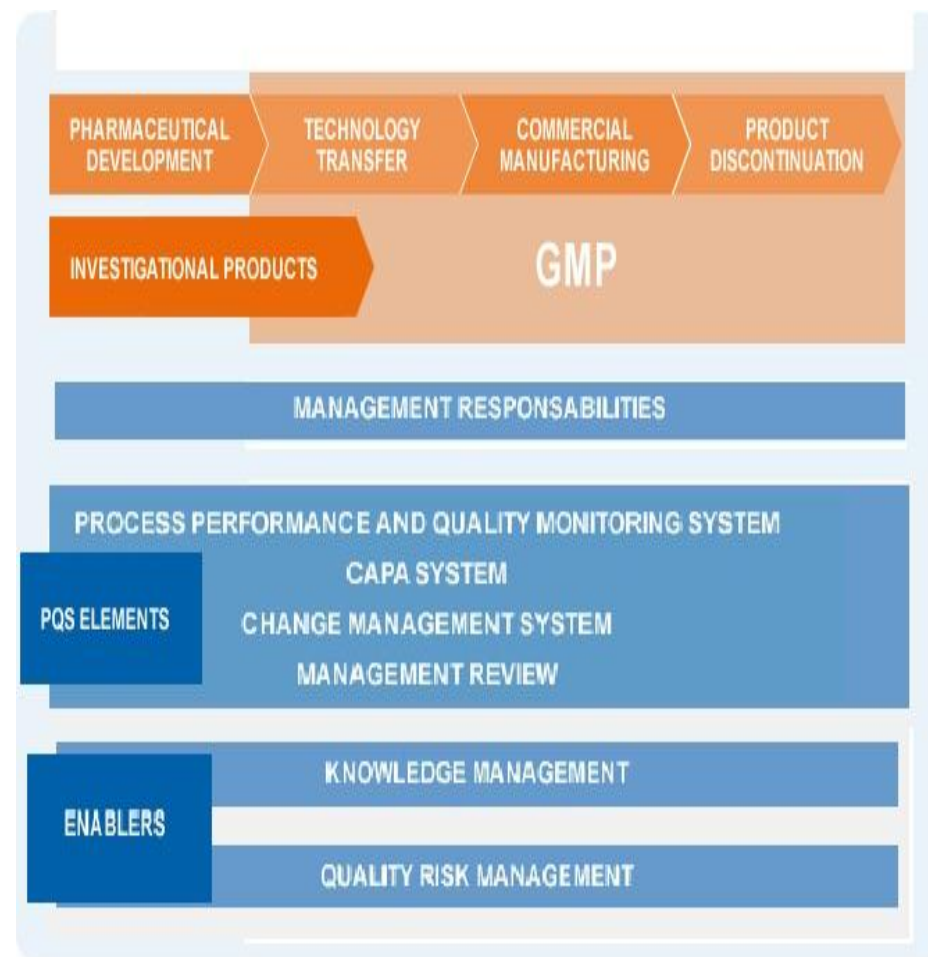 PHARMACEUTICAL
DEVELOPMENT
TECHNOLOGY
TRANSFER
COMMERCIAL
MANUFACTURING
PRODUCT
DISCONTINUATION
INVESTIGATIONAL PRODUCTS
GMP
MANAGEMENT RESPONSABILITIES
PROCESS PERFORMANCE AND QUALITY MONITORING SYSTEM
CAPA SYSTEM
PQS ELEMENTS
CHANGE MANAGEMENT SYSTEM
MANAGEMENT REVIEW
KNOWLEDGE MANAGEMENT
ENABLERS
QUALITY RISK MANAGEMENT